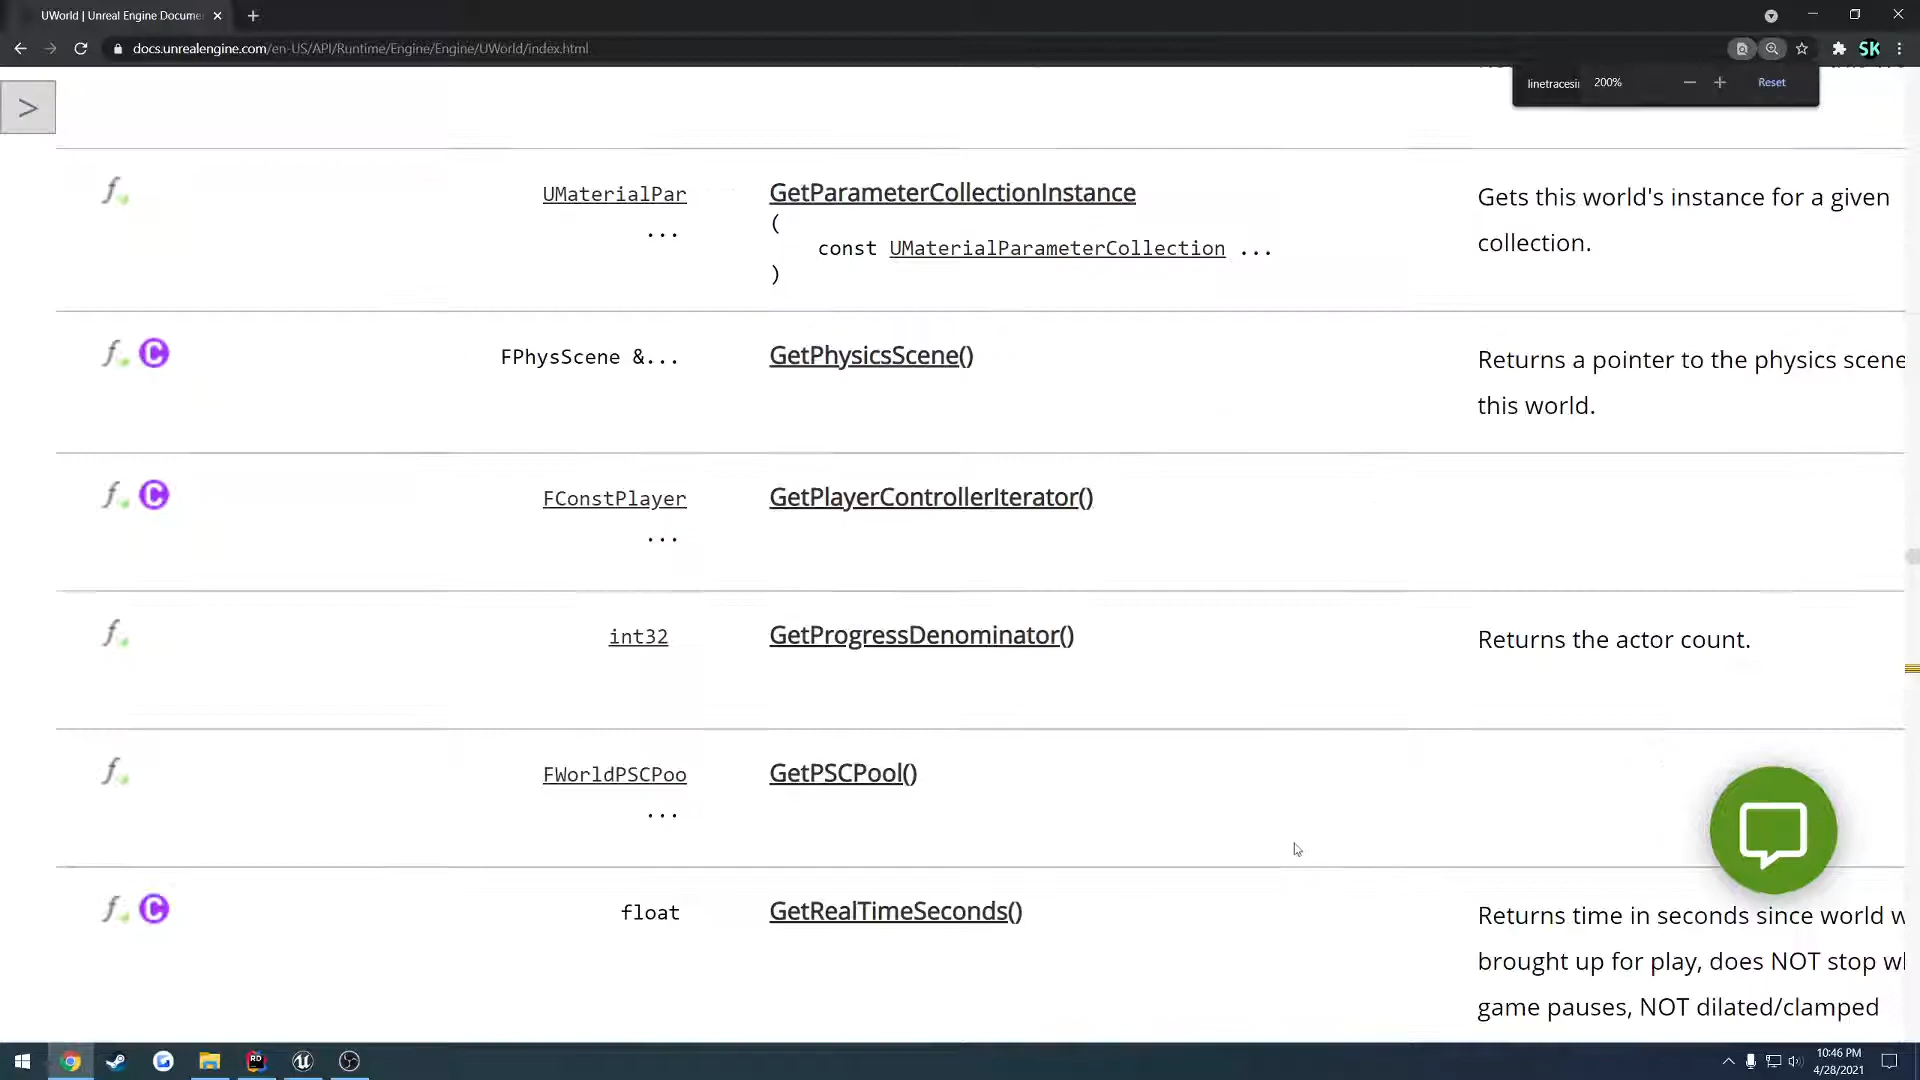 UWorld | Unreal Engine Docume
docs.unrealengine.com/en-US/API/Runtime/Engine/Engine/UWorld/index.html
SK
linetracesi
200%
Reset
>
UMaterialPar
...
GetParameterCollectionInstance
(
const UMaterialParameterCollection ...
)
Gets this world's instance for a given
collection.
C
FPhysScene &...
GetPhysicsScene()
Returns a pointer to the physics scene
this world.
C
FConstPlayer
...
GetPlayerControllerIterator()
int32
GetProgressDenominator()
Returns the actor count.
FWorldPSCPoo
...
GetPSCPool()
C
float
GetRealTimeSeconds()
Returns time in seconds since world w
brought up for play, does NOT stop w
game pauses, NOT dilated/clamped
RD
10:46 PM
4/28/2021